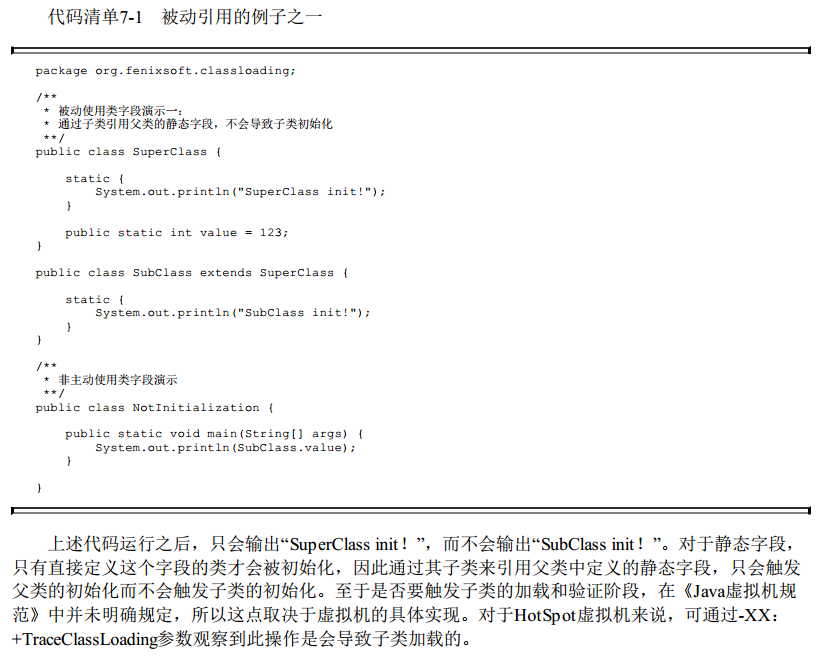 代码清单7-1 被动引用的例子之一
package org.fenixsoft.classloading;
/**
* 被动使用类字段演示一：
* 通过子类引用父类的静态字段，不会导致子类初始化
**/
public class SuperClass {
static {
System.out.println("SuperClass init!");
}
public static int value = 123;
}
public class SubClass extends SuperClass {
static {
System.out.println("SubClass init!");
}
}
/**
* 非主动使用类字段演示
**/
public class NotInitialization {
public static void main(String[] args) {
System.out.println(SubClass.value);
}
}
上述代码运行之后，只会输出“SuperClass init！”，而不会输出“SubClass init！”。对于静态字段，
只有直接定义这个字段的类才会被初始化，因此通过其子类来引用父类中定义的静态字段，只会触发
父类的初始化而不会触发子类的初始化。至于是否要触发子类的加载和验证阶段，在《Java虚拟机规
范》中并未明确规定，所以这点取决于虚拟机的具体实现。对于HotSpot虚拟机来说，可通过-XX：
+TraceClassLoading参数观察到此操作是会导致子类加载的。